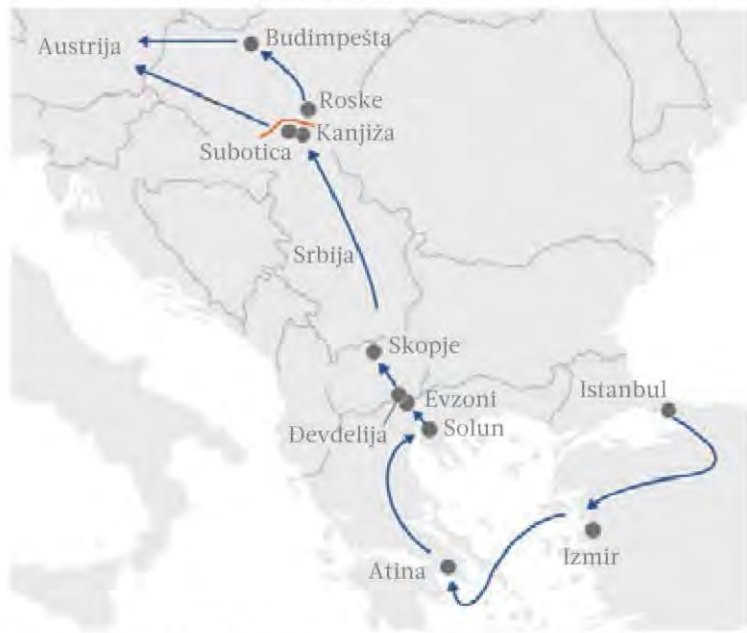 Austrija
Budimpešta
Roske
Kanjiža
Subotica
Srbija
Skopje
Evzoni
Istanbul
Đevdelija
Solun
Atina
Izmir